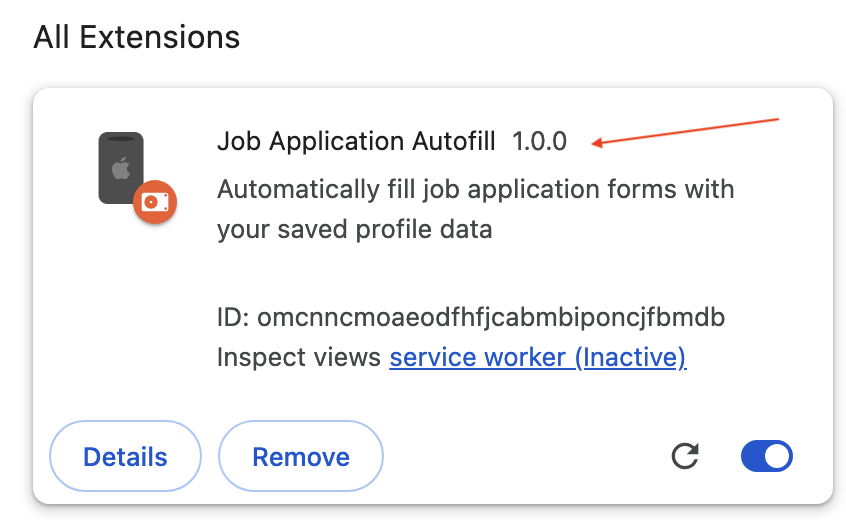 All Extensions
Job Application Autofill 1.0.0
Automatically fill job application forms with
your saved profile data
ID: omcnncmoaeodfhfjcabmbiponcjfbmdb
Inspect views service worker (Inactive)
Details Remove